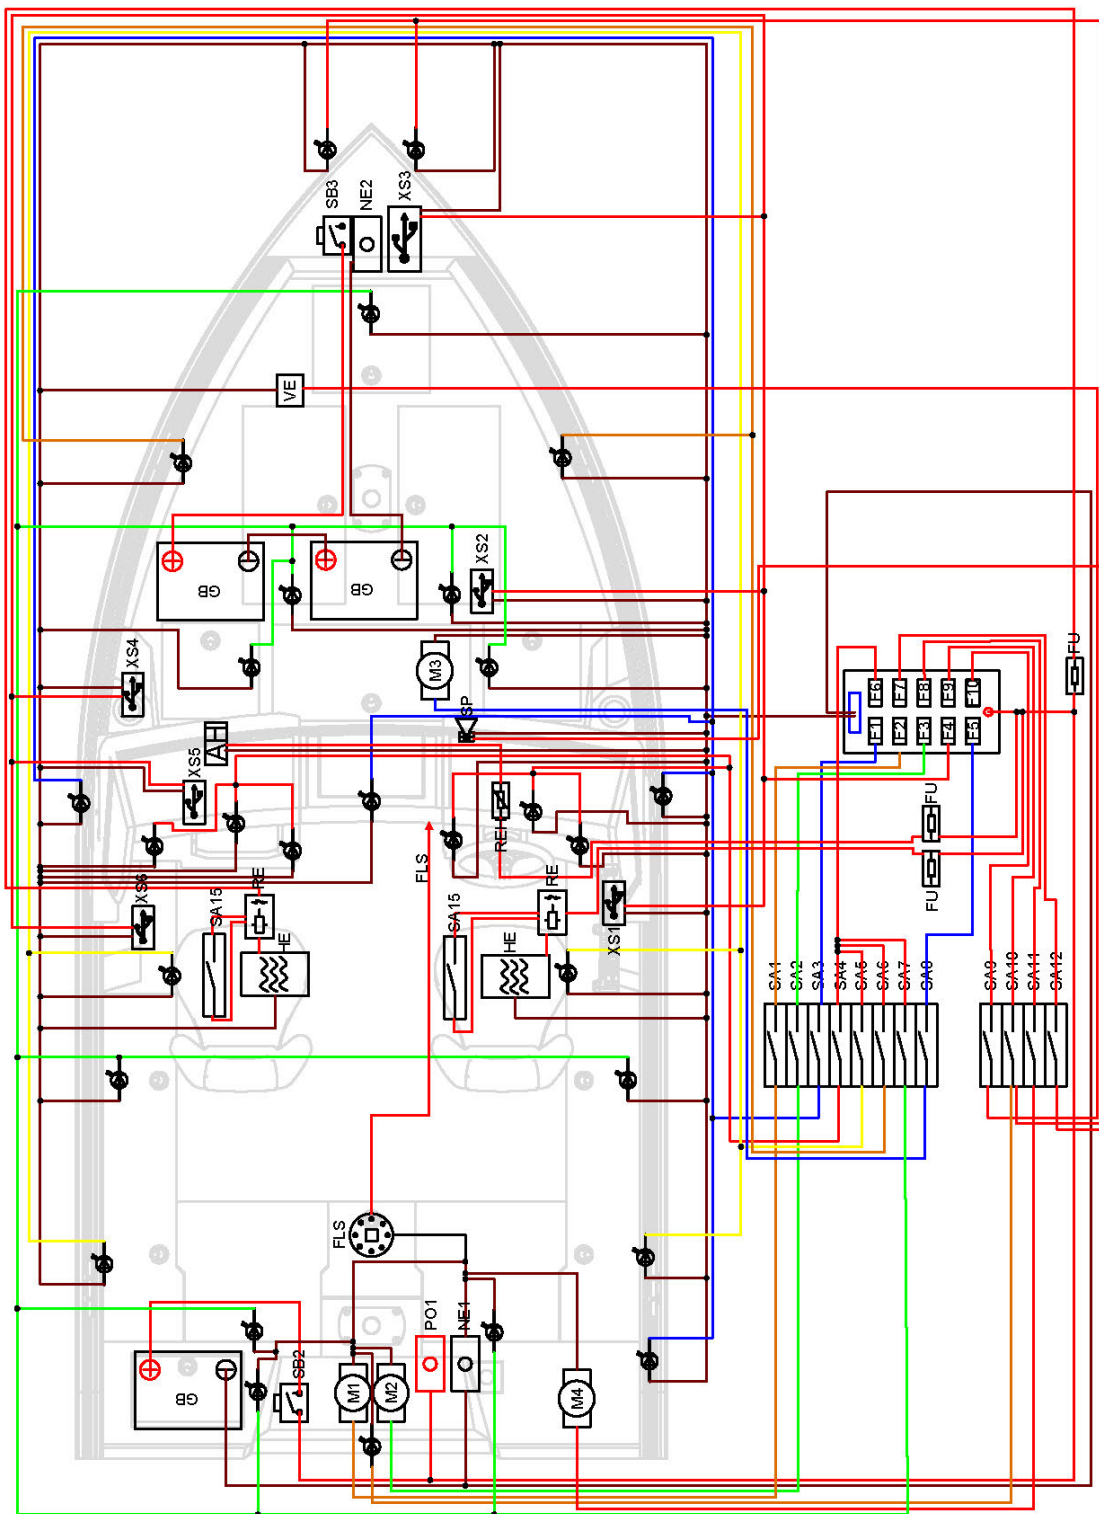 SB3
NE2
XS3
VE
XS2
GB
GB
XS4
M3
SP
FU
F6
F7
F8
F9
F10
F1
F2
F3
F4
F5
AH
XS5
REI
FU
FU
FLS
XS6
SA15
RE
HE
SA15
RE
HE
XS1
SA1
SA2
SA3
SA4
SA5
SA6
SA7
SA8
SA9
SA10
SA11
SA12
FLS
PO1
NE1
GB
SB2
M1
M2
M4